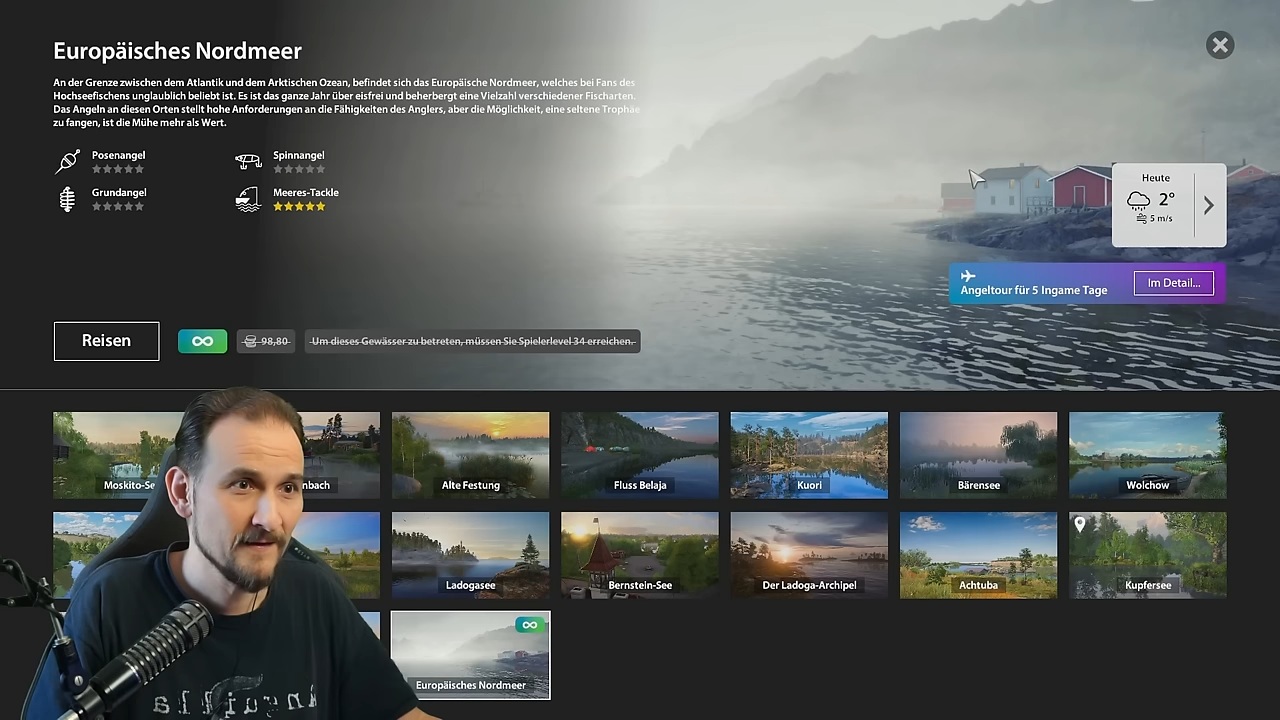 Europäisches Nordmeer
An der Grenze zwischen dem Atlantik und dem Arktischen Ozean, befindet sich das Europäische Nordmeer, welches bei Fans des
Hochseefischens unglaublich beliebt ist. Es ist das ganze Jahr über eisfrei und beherbergt eine Vielzahl verschiedener Fischarten.
Das Angeln an diesen Orten stellt hohe Anforderungen an die Fähigkeiten des Anglers, aber die Möglichkeit, eine seltene Trophäe
zu fangen, ist die Mühe mehr als Wert.
Posenangel
Spinnangel
Grundangel
Meeres-Tackle
Heute
2°
5 m/s
Angeltour für 5 Ingame Tage
Im Detail...
Reisen
98,80
Um dieses Gewässer zu betreten, müssen Sie Spielerlevel 34 erreichen.
Moskito-Se
nbach
Alte Festung
Fluss Belaja
Kuori
Bärensee
Wolchow
Ladogasee
Bernstein-See
Der Ladoga-Archipel
Achtuba
Kupfersee
Europäisches Nordmeer